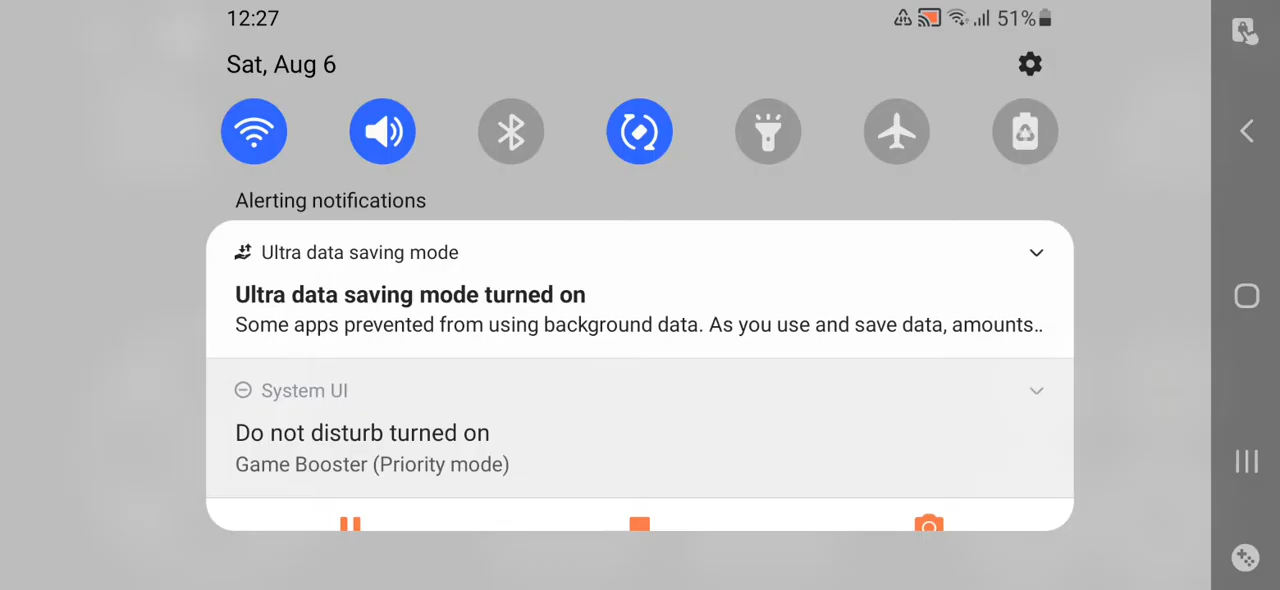 12:27
51%
Sat, Aug 6
Alerting notifications
Ultra data saving mode
Ultra data saving mode turned on
Some apps prevented from using background data. As you use and save data, amounts..
System UI
Do not disturb turned on
Game Booster (Priority mode)